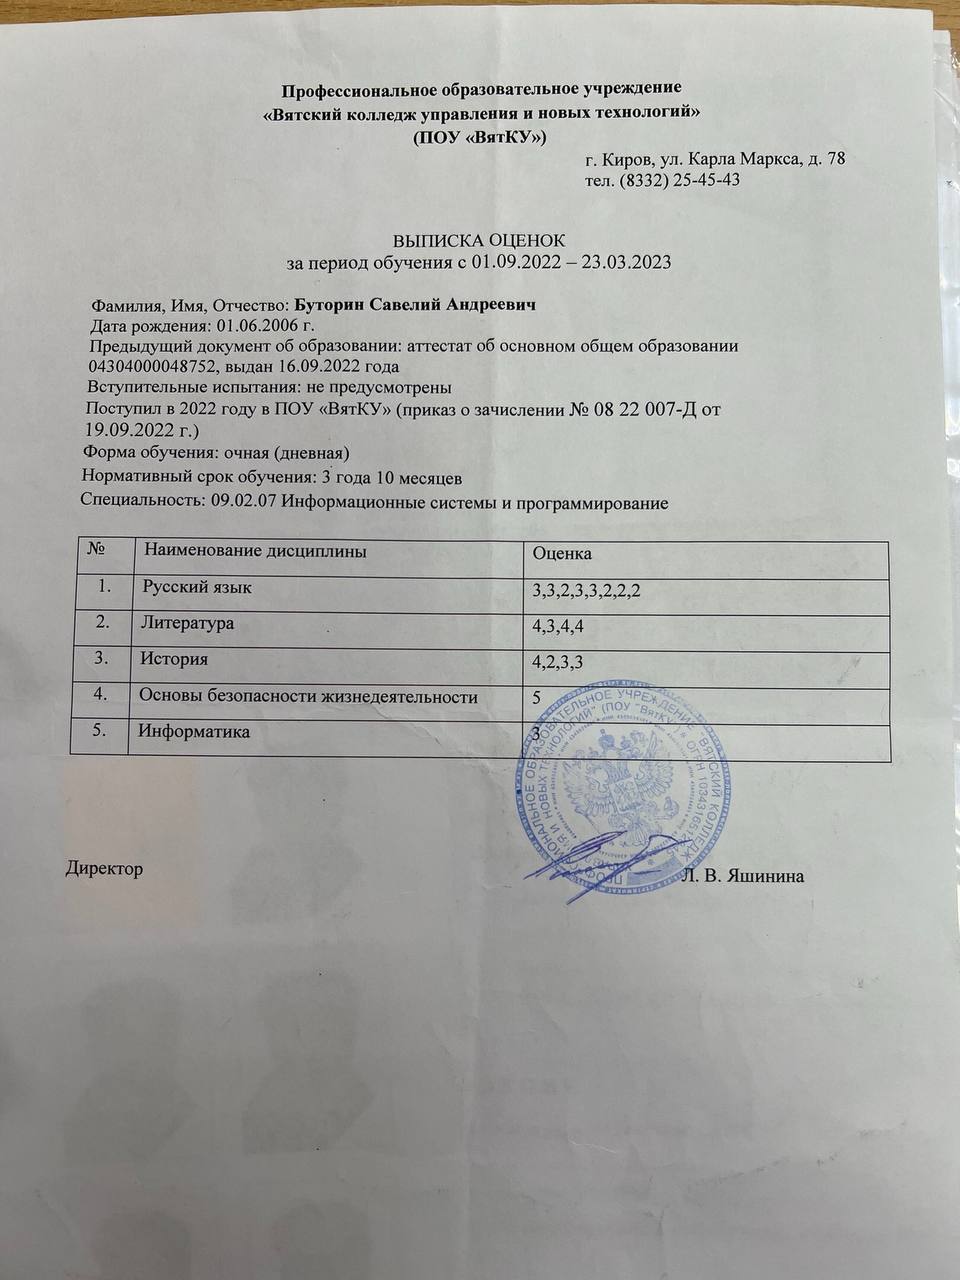 Профессиональное образовательное учреждение
«Вятский колледж управления и новых технологий»
(ПОУ «ВятКУ»)
г. Киров, ул. Карла Маркса, д. 78
тел. (8332) 25-45-43
ВЫПИСКА ОЦЕНОК
за период обучения с 01.09.2022 – 23.03.2023
Фамилия, Имя, Отчество: Буторин Савелий Андреевич
Дата рождения: 01.06.2006 г.
Предыдущий документ об образовании: аттестат об основном общем образовании
04304000048752, выдан 16.09.2022 года
Вступительные испытания: не предусмотрены
Поступил в 2022 году в ПОУ «ВятКУ» (приказ о зачислении № 08 22 007-Д от
19.09.2022 г.)
Форма обучения: очная (дневная)
Нормативный срок обучения: 3 года 10 месяцев
Специальность: 09.02.07 Информационные системы и программирование
№ Наименование дисциплины Оценка
1. Русский язык 3,3,2,3,3,2,2,2
2. Литература 4,3,4,4
3. История 4,2,3,3
4. Основы безопасности жизнедеятельности 5
5. Информатика 3
ОБРАЗОВАТЕЛЬНОЕ УЧРЕЖДЕНИЕ "ВЯТСКИЙ КОЛЛЕДЖ
И НОВЫХ ТЕХНОЛОГИЙ" (ПОУ "ВятКУ") * ОГРН
Директор Л. В. Яшинина